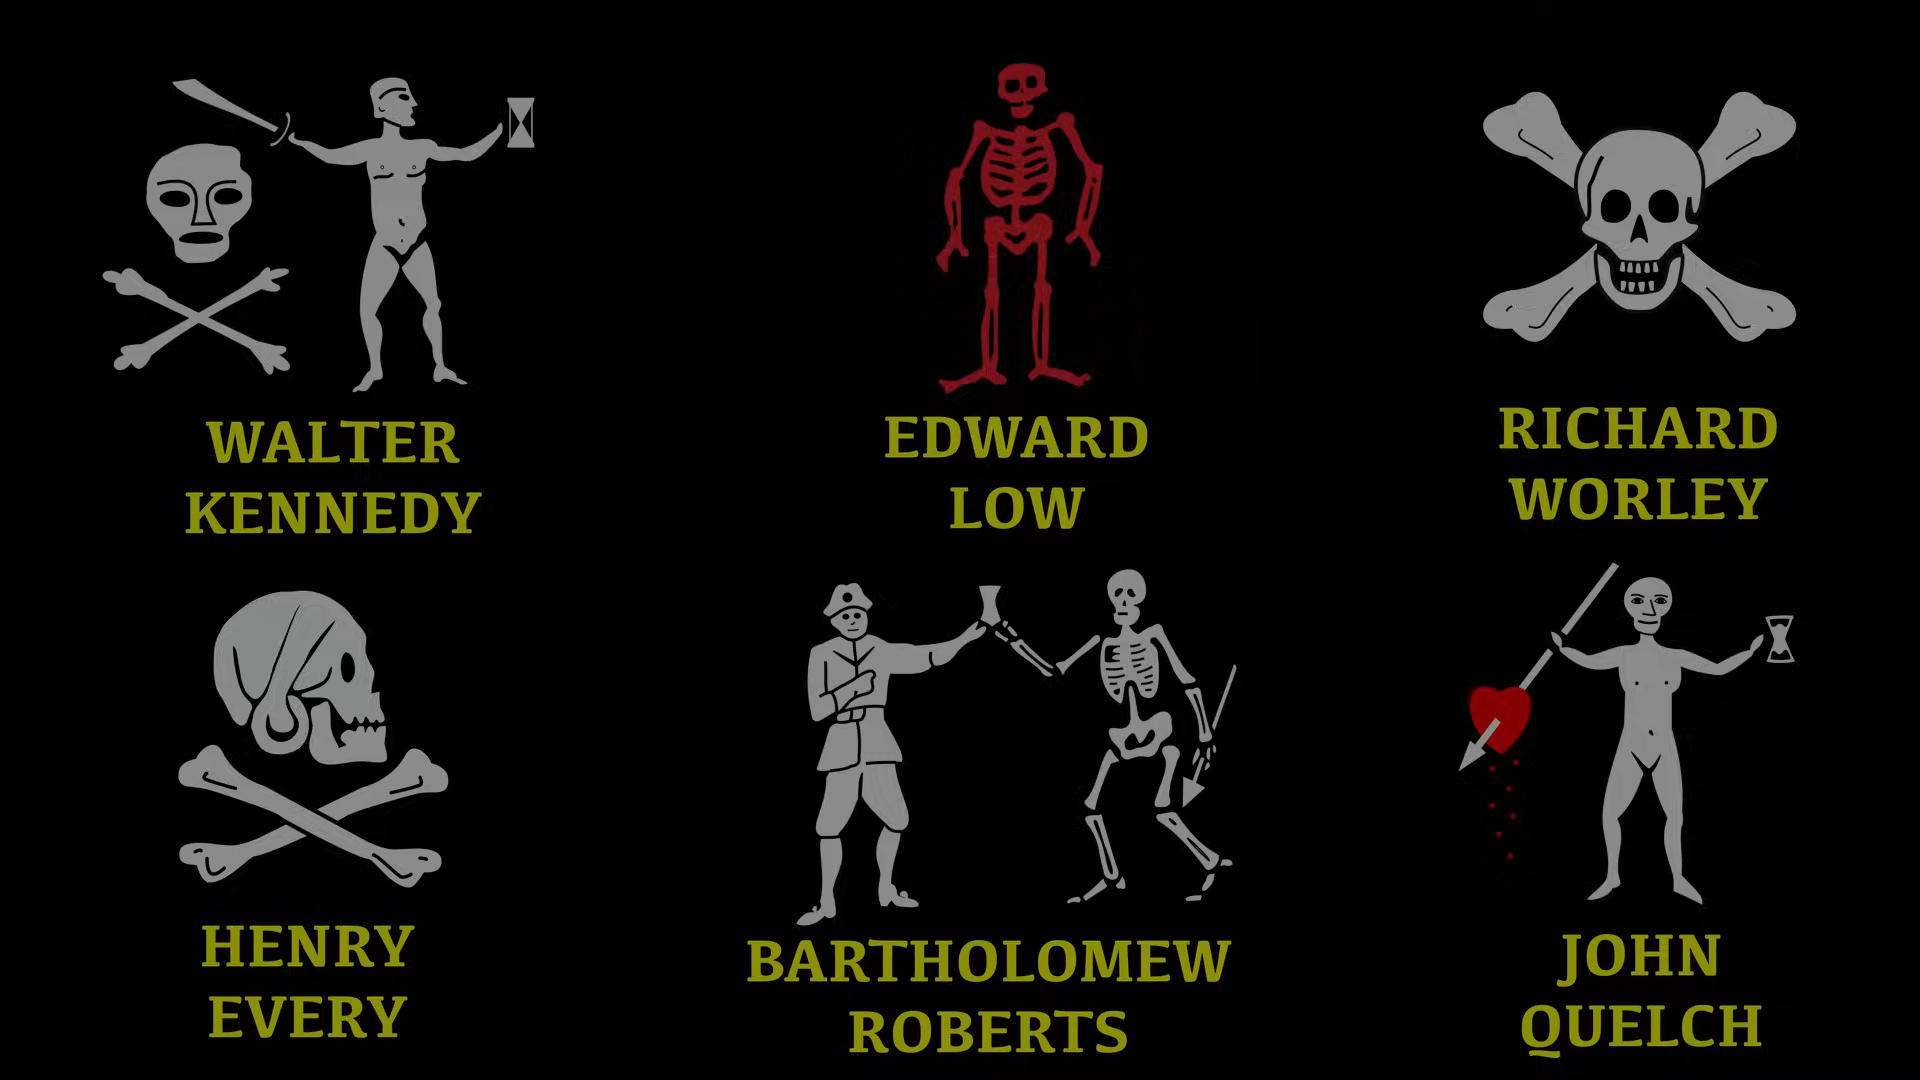 WALTER
KENNEDY
EDWARD
LOW
RICHARD
WORLEY
HENRY
EVERY
BARTHOLOMEW
ROBERTS
JOHN
QUELCH